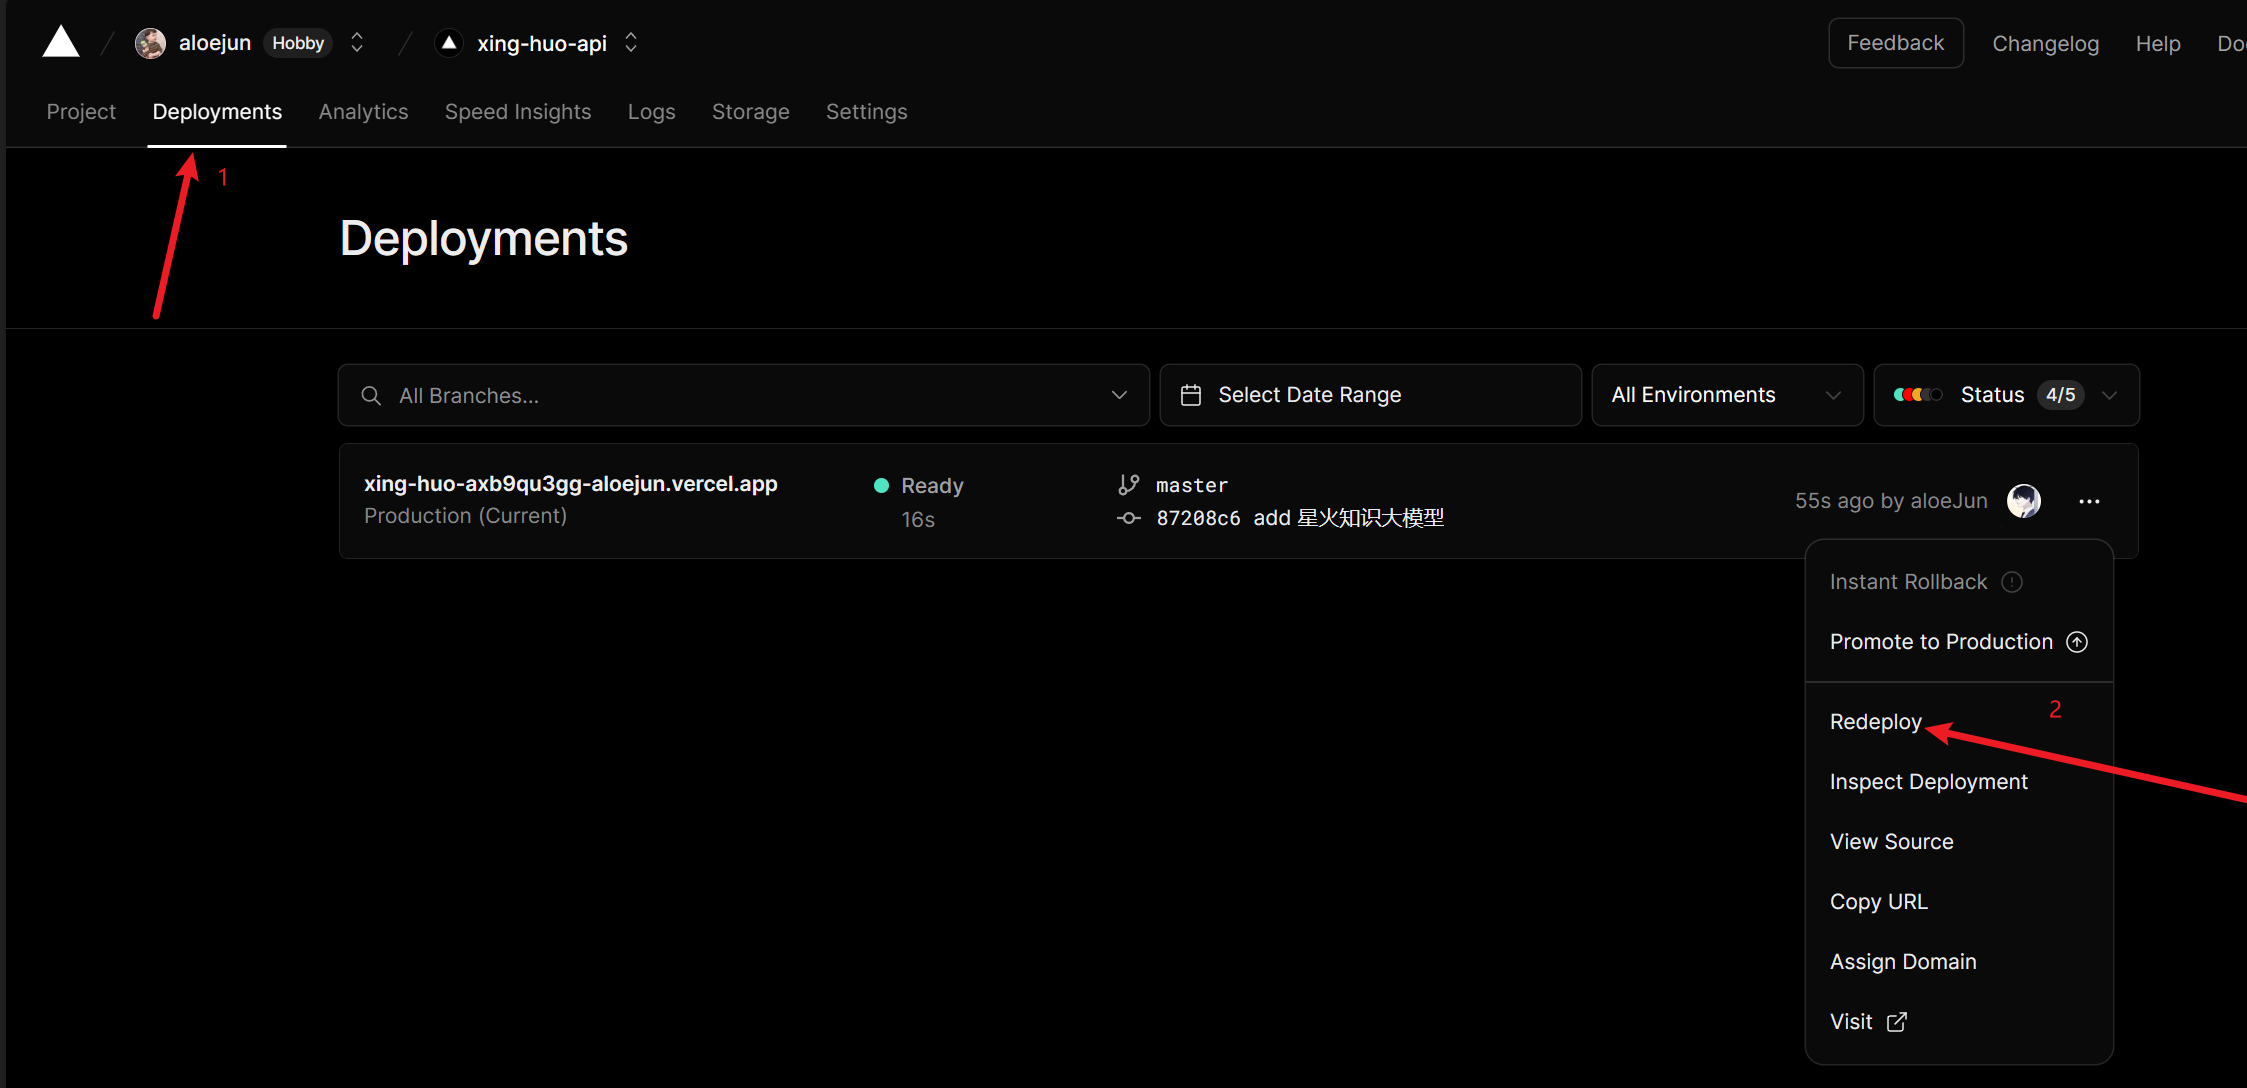 aloejun Hobby xing-huo-api Feedback Changelog Help
Project Deployments Analytics Speed Insights Logs Storage Settings
1
Deployments
All Branches... Select Date Range All Environments Status 4/5
xing-huo-axb9qu3gg-aloejun.vercel.app Ready master
Production (Current) 16s 87208c6 add 星火知识大模型
55s ago by aloeJun
Instant Rollback
Promote to Production
2
Redeploy
Inspect Deployment
View Source
Copy URL
Assign Domain
Visit